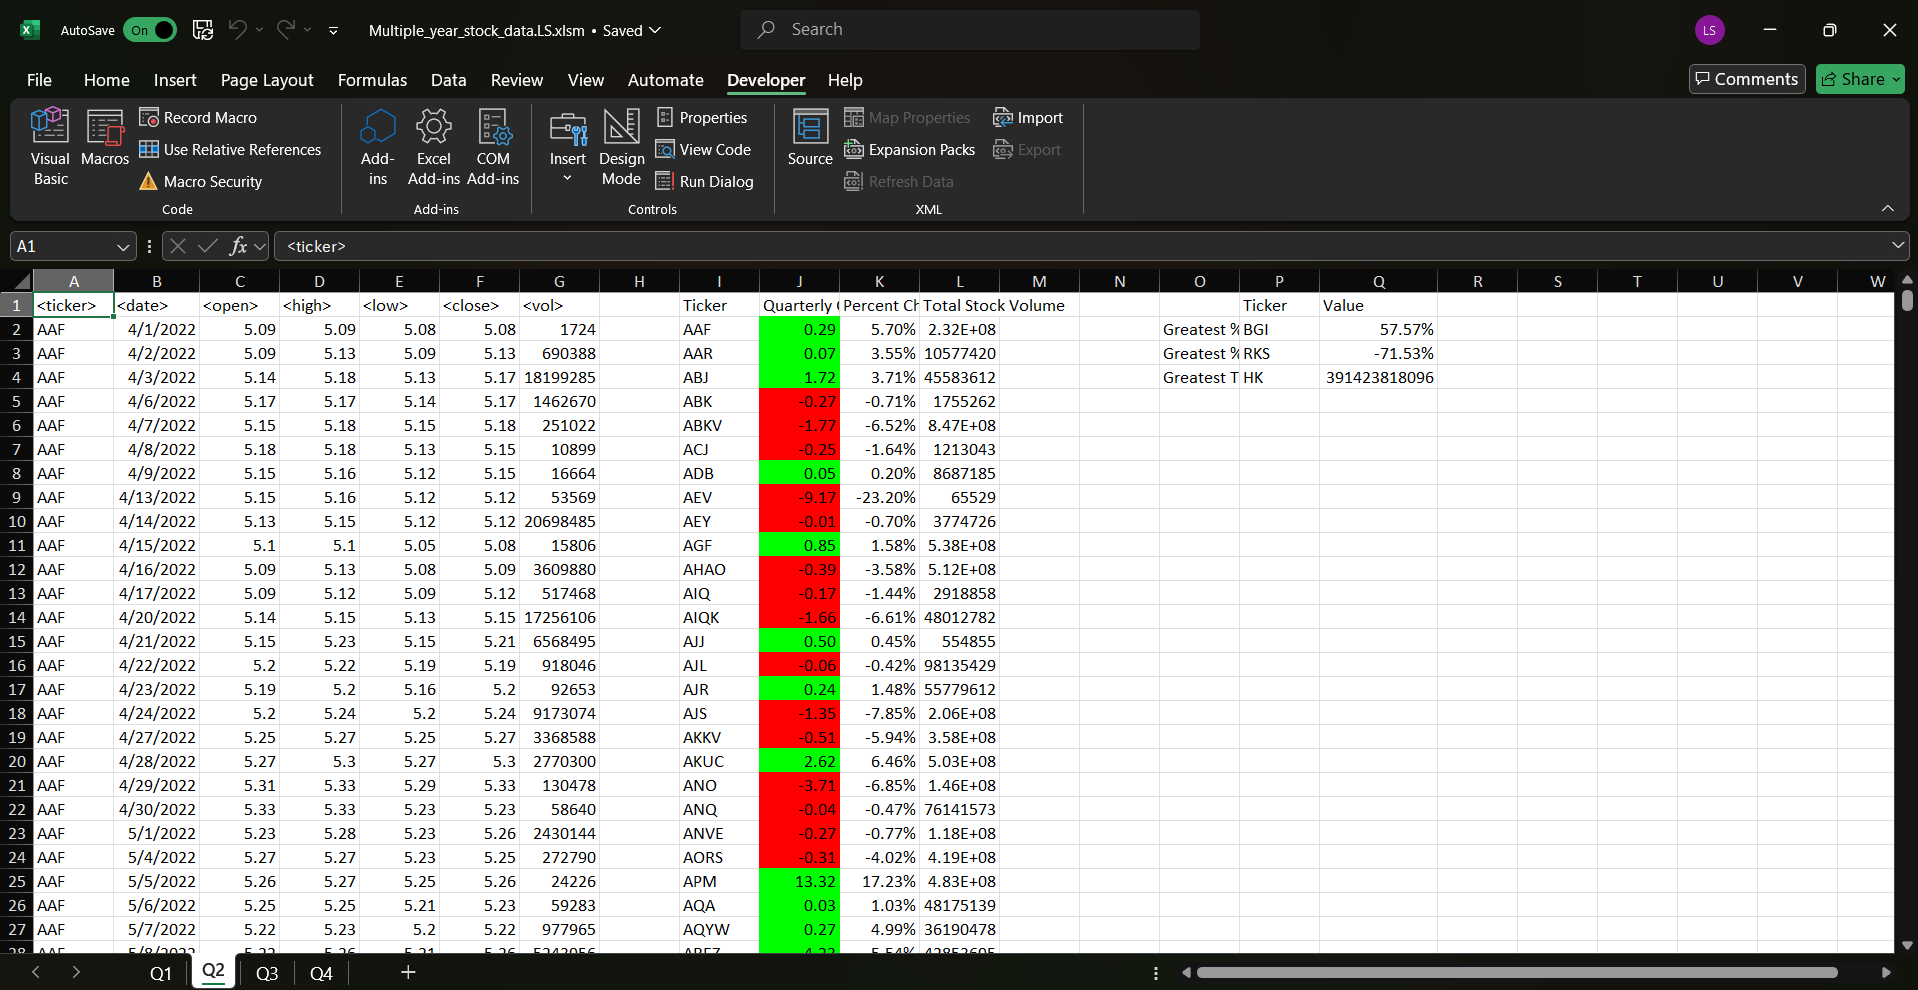 AutoSave On Multiple_year_stock_data.LS.xlsm • Saved Search LS
File Home Insert Page Layout Formulas Data Review View Automate Developer Help Comments Share
Visual Basic Macros Record Macro Use Relative References Macro Security Code
Add-ins Excel Add-ins COM Add-ins Add-ins
Insert Design Mode Properties View Code Run Dialog Controls
Source Map Properties Expansion Packs Refresh Data Import Export XML
A1 fx <ticker>
A B C D E F G H I J K L M N O P Q R S T U V W
1 <ticker> <date> <open> <high> <low> <close> <vol> Ticker Quarterly Percent Ch Total Stock Volume Ticker Value
2 AAF 4/1/2022 5.09 5.09 5.08 5.08 1724 AAF 0.29 5.70% 2.32E+08 Greatest % BGI 57.57%
3 AAF 4/2/2022 5.09 5.13 5.09 5.13 690388 AAR 0.07 3.55% 10577420 Greatest % RKS -71.53%
4 AAF 4/3/2022 5.14 5.18 5.13 5.17 18199285 ABJ 1.72 3.71% 45583612 Greatest T HK 391423818096
5 AAF 4/6/2022 5.17 5.17 5.14 5.17 1462670 ABK -0.27 -0.71% 1755262
6 AAF 4/7/2022 5.15 5.18 5.15 5.18 251022 ABKV -1.77 -6.52% 8.47E+08
7 AAF 4/8/2022 5.18 5.18 5.13 5.15 10899 ACJ -0.25 -1.64% 1213043
8 AAF 4/9/2022 5.15 5.16 5.12 5.15 16664 ADB 0.05 0.20% 8687185
9 AAF 4/13/2022 5.15 5.16 5.12 5.12 53569 AEV -9.17 -23.20% 65529
10 AAF 4/14/2022 5.13 5.15 5.12 5.12 20698485 AEY -0.01 -0.70% 3774726
11 AAF 4/15/2022 5.1 5.1 5.05 5.08 15806 AGF 0.85 1.58% 5.38E+08
12 AAF 4/16/2022 5.09 5.13 5.08 5.09 3609880 AHAO -0.39 -3.58% 5.12E+08
13 AAF 4/17/2022 5.09 5.12 5.09 5.12 517468 AIQ -0.17 -1.44% 2918858
14 AAF 4/20/2022 5.14 5.15 5.13 5.15 17256106 AIQK -1.66 -6.61% 48012782
15 AAF 4/21/2022 5.15 5.23 5.15 5.21 6568495 AJJ 0.50 0.45% 554855
16 AAF 4/22/2022 5.2 5.22 5.19 5.19 918046 AJL -0.06 -0.42% 98135429
17 AAF 4/23/2022 5.19 5.2 5.16 5.2 92653 AJR 0.24 1.48% 55779612
18 AAF 4/24/2022 5.2 5.24 5.2 5.24 9173074 AJS -1.35 -7.85% 2.06E+08
19 AAF 4/27/2022 5.25 5.27 5.25 5.27 3368588 AKKV -0.51 -5.94% 3.58E+08
20 AAF 4/28/2022 5.27 5.3 5.27 5.3 2770300 AKUC 2.62 6.46% 5.03E+08
21 AAF 4/29/2022 5.31 5.33 5.29 5.33 130478 ANO -3.71 -6.85% 1.46E+08
22 AAF 4/30/2022 5.33 5.33 5.23 5.23 58640 ANQ -0.04 -0.47% 76141573
23 AAF 5/1/2022 5.23 5.28 5.23 5.26 2430144 ANVE -0.27 -0.77% 1.18E+08
24 AAF 5/4/2022 5.27 5.27 5.23 5.25 272790 AORS -0.31 -4.02% 4.19E+08
25 AAF 5/5/2022 5.26 5.27 5.25 5.26 24226 APM 13.32 17.23% 4.83E+08
26 AAF 5/6/2022 5.25 5.25 5.21 5.23 59283 AQA 0.03 1.03% 48175139
27 AAF 5/7/2022 5.22 5.23 5.2 5.22 977965 AQYW 0.27 4.99% 36190478
Q1 Q2 Q3 Q4